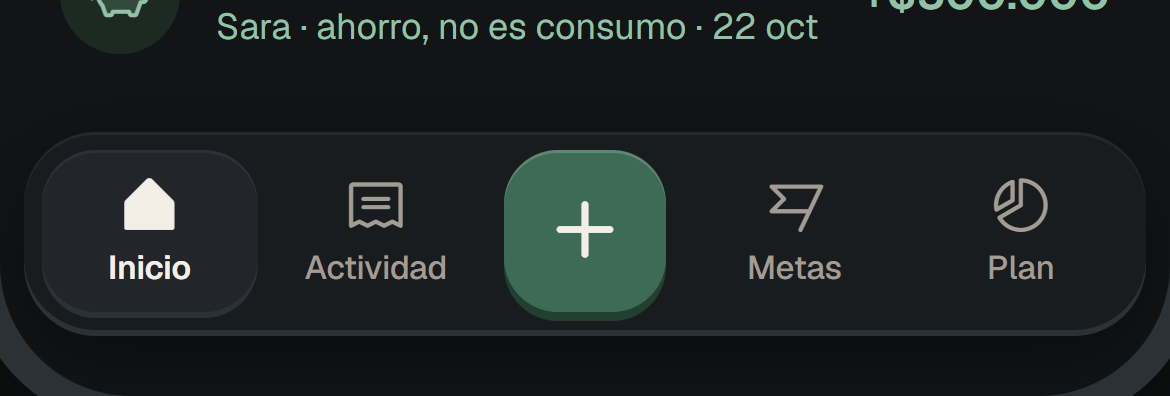 Sara · ahorro, no es consumo · 22 oct
Inicio
Actividad
Metas
Plan